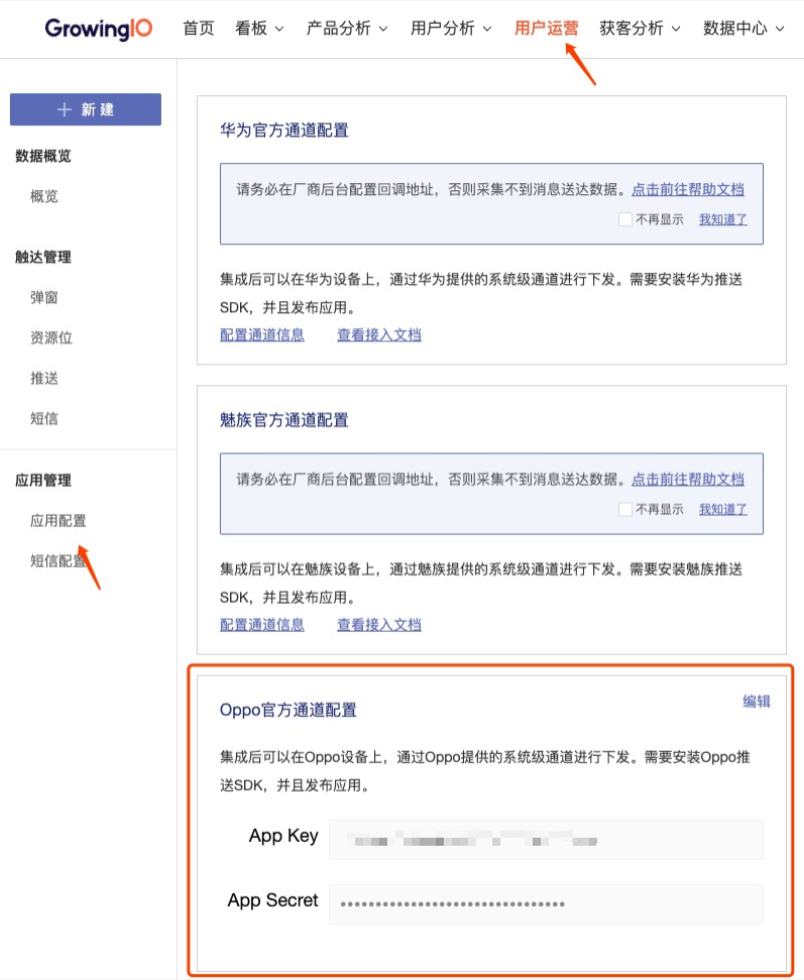 GrowingIO 首页 看板 产品分析 用户分析 用户运营 获客分析 数据中心
+ 新建
数据概览
概览
触达管理
弹窗
资源位
推送
短信
应用管理
应用配置
短信配置
华为官方通道配置
请务必在厂商后台配置回调地址，否则采集不到消息送达数据。点击前往帮助文档
不再显示 我知道了
集成后可以在华为设备上，通过华为提供的系统级通道进行下发。需要安装华为推送
SDK，并且发布应用。
配置通道信息 查看接入文档
魅族官方通道配置
请务必在厂商后台配置回调地址，否则采集不到消息送达数据。点击前往帮助文档
不再显示 我知道了
集成后可以在魅族设备上，通过魅族提供的系统级通道进行下发。需要安装魅族推送
SDK，并且发布应用。
配置通道信息 查看接入文档
Oppo官方通道配置 编辑
集成后可以在Oppo设备上，通过Oppo提供的系统级通道进行下发。需要安装Oppo推
送SDK，并且发布应用。
App Key
App Secret